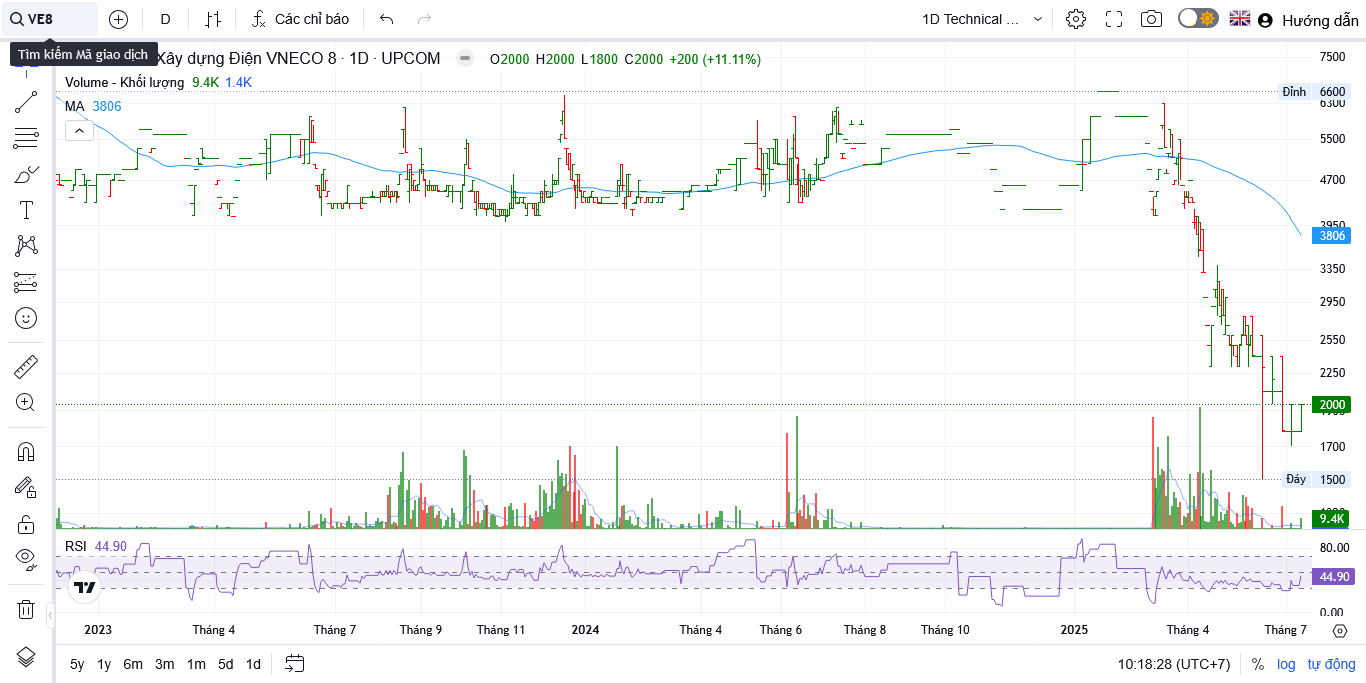 VE8
D
Các chỉ báo
1D Technical ...
Hướng dẫn
Tìm kiếm Mã giao dịch
Xây dựng Điện VNECO 8 · 1D · UPCOM
O2000 H2000 L1800 C2000 +200 (+11.11%)
Volume - Khối lượng 9.4K 1.4K
MA 3806
7500
Đỉnh 6600
6300
5500
4700
3950
3806
3350
2950
2550
2250
2000
1700
Đáy 1500
9.4K
RSI 44.90
80.00
44.90
0.00
2023 Tháng 4 Tháng 7 Tháng 9 Tháng 11 2024 Tháng 4 Tháng 6 Tháng 8 Tháng 10 2025 Tháng 4 Tháng 7
5y 1y 6m 3m 1m 5d 1d
10:18:28 (UTC+7) % log tự động